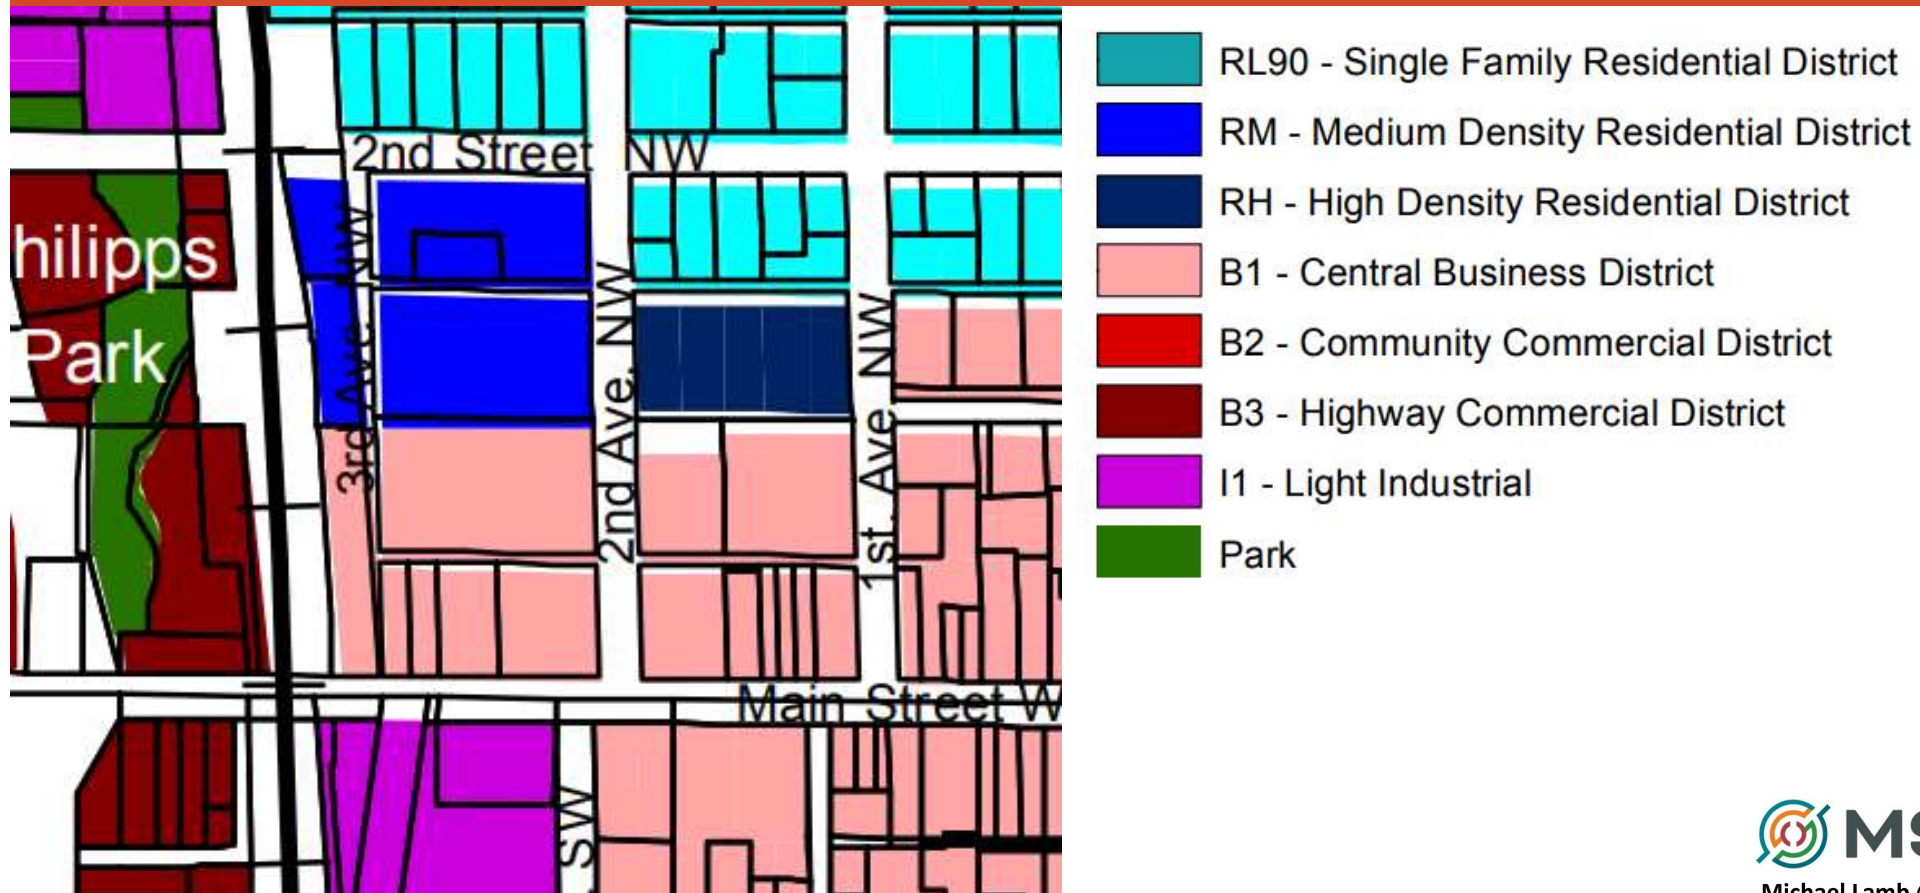 2nd Street NW
hilipps
Park
3rd Ave. NW
2nd Ave. NW
1st. Ave NW
Main Street W
SW
RL90 - Single Family Residential District
RM - Medium Density Residential District
RH - High Density Residential District
B1 - Central Business District
B2 - Community Commercial District
B3 - Highway Commercial District
I1 - Light Industrial
Park
MS